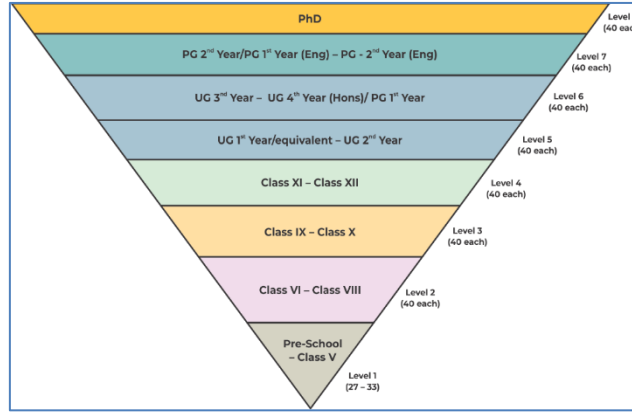 PhD
Level
(40 eac
PG 2nd Year/PG 1st Year (Eng) – PG - 2nd Year (Eng)
Level 7
(40 each)
UG 3rd Year – UG 4th Year (Hons)/ PG 1st Year
Level 6
(40 each)
UG 1st Year/equivalent – UG 2nd Year
Level 5
(40 each)
Class XI – Class XII
Level 4
(40 each)
Class IX – Class X
Level 3
(40 each)
Class VI – Class VIII
Level 2
(40 each)
Pre-School
– Class V
Level 1
(27 – 33)